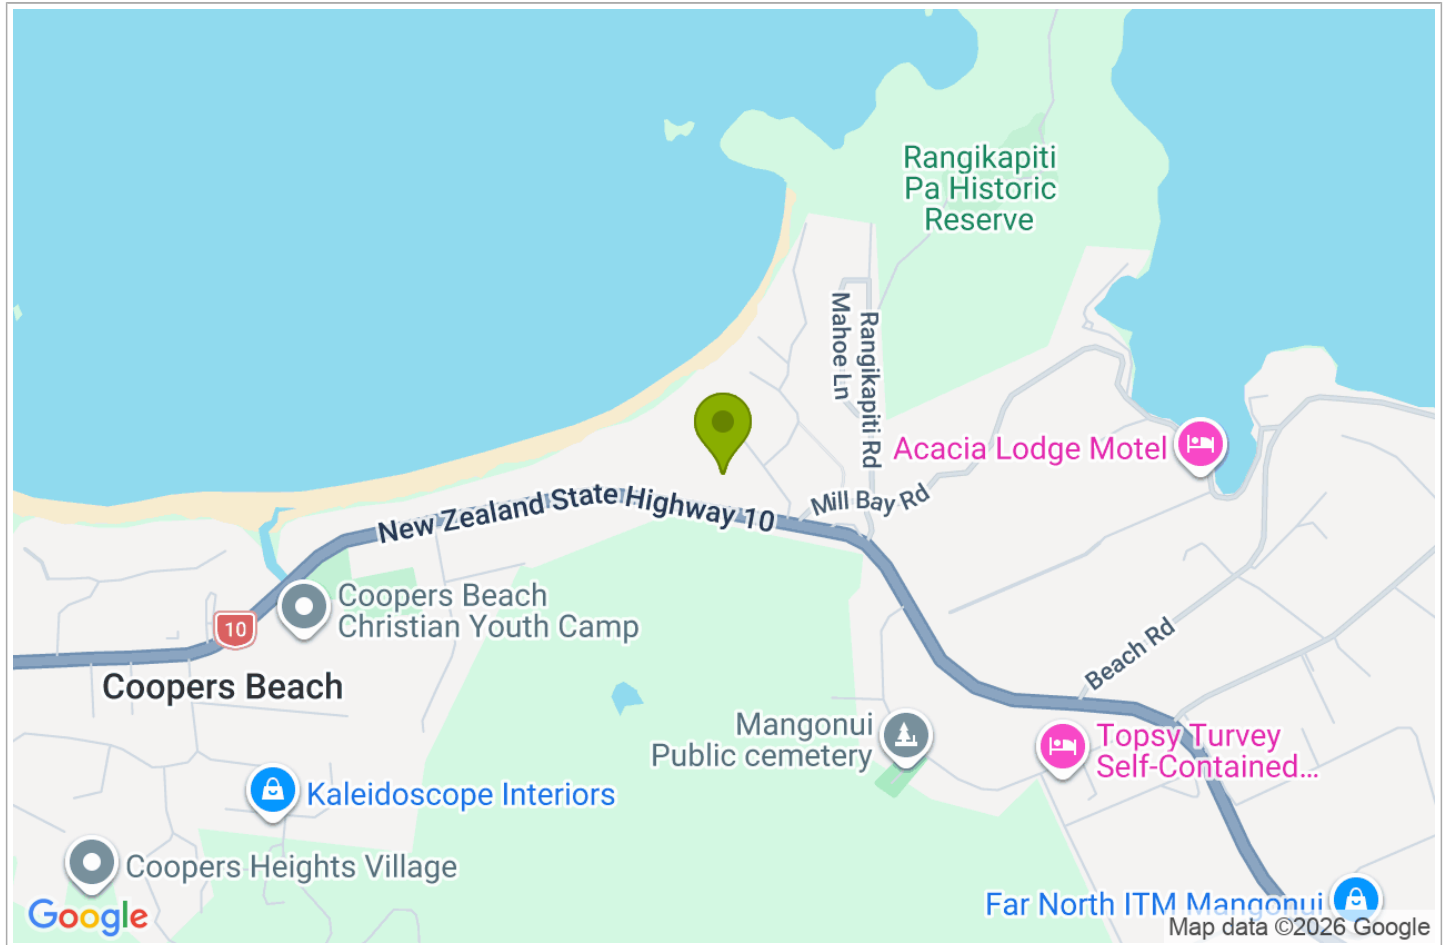 Rangikapiti
Pa Historic
Reserve
Mahoe Ln
Rangikapiti Rd
Acacia Lodge Motel
Mill Bay Rd
New Zealand State Highway 10
Coopers Beach
Christian Youth Camp
10
Coopers Beach
Beach Rd
Mangonui
Public cemetery
Topsy Turvey
Self-Contained...
Kaleidoscope Interiors
Coopers Heights Village
Far North ITM Mangonui
Google
Map data ©2026 Google